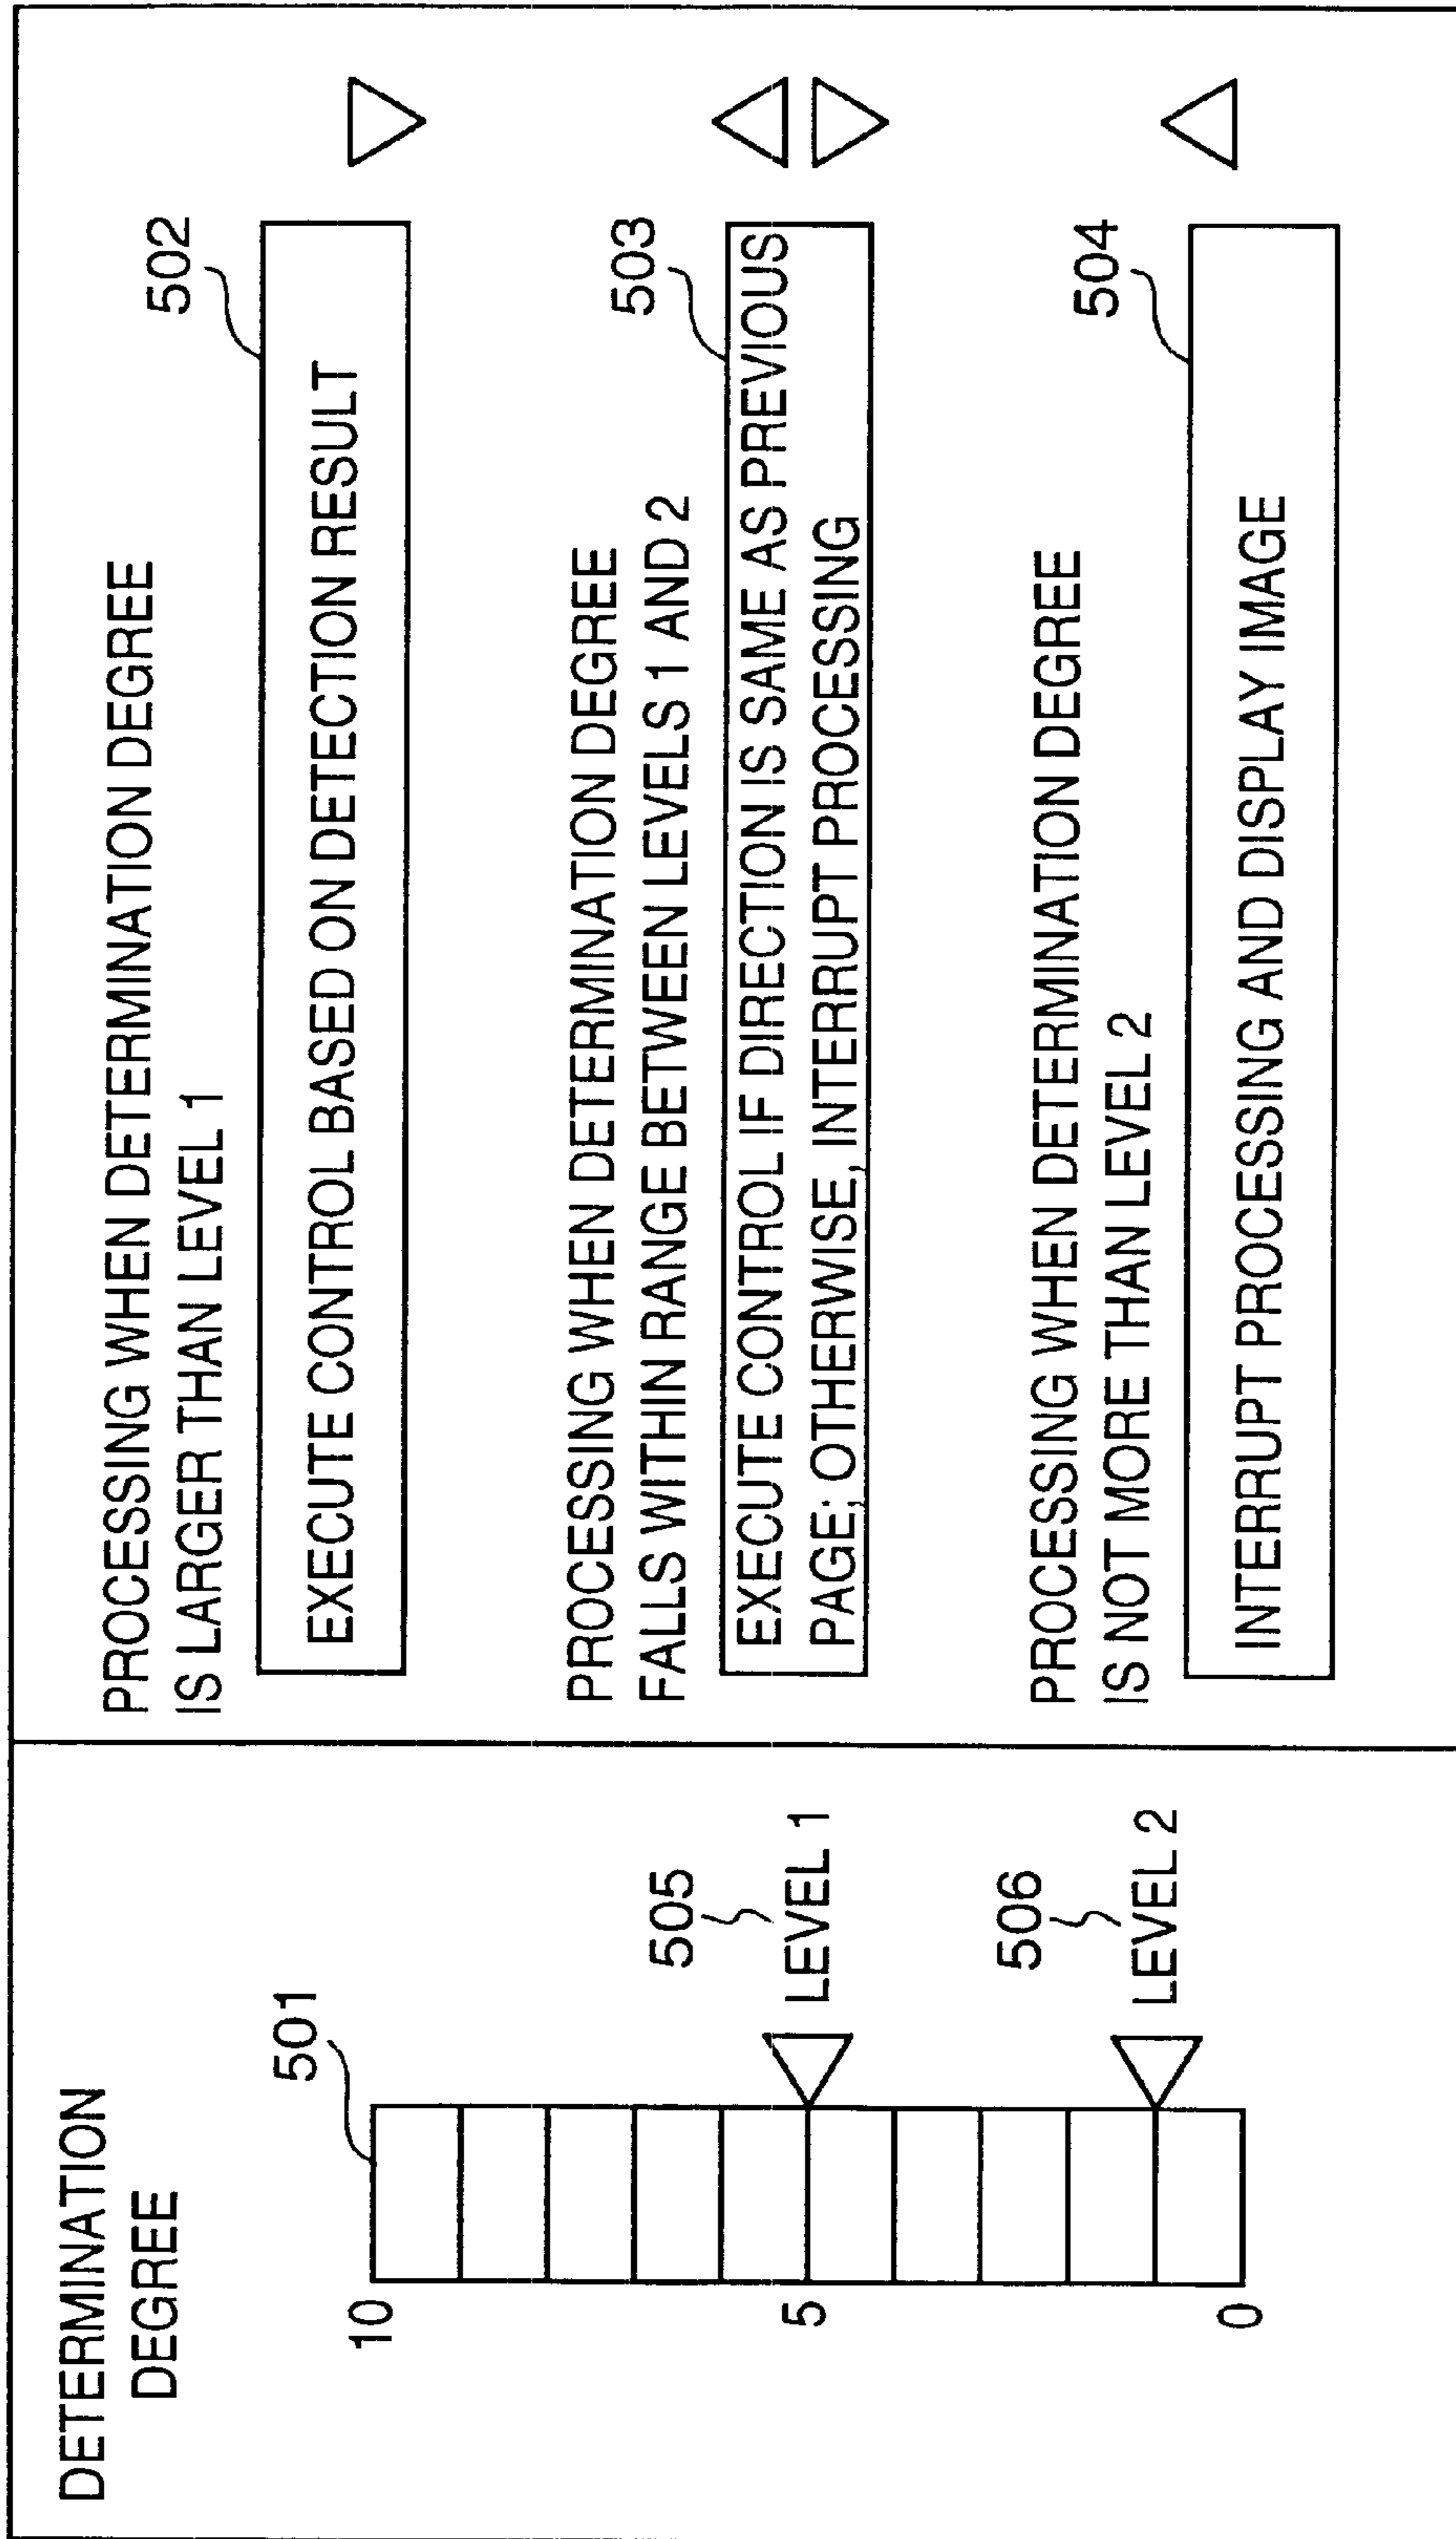 DETERMINATION
DEGREE
501
10
5
0
505
LEVEL 1
506
LEVEL 2
PROCESSING WHEN DETERMINATION DEGREE
IS LARGER THAN LEVEL 1
502
EXECUTE CONTROL BASED ON DETECTION RESULT
PROCESSING WHEN DETERMINATION DEGREE
FALLS WITHIN RANGE BETWEEN LEVELS 1 AND 2
503
EXECUTE CONTROL IF DIRECTION IS SAME AS PREVIOUS
PAGE; OTHERWISE, INTERRUPT PROCESSING
PROCESSING WHEN DETERMINATION DEGREE
IS NOT MORE THAN LEVEL 2
504
INTERRUPT PROCESSING AND DISPLAY IMAGE